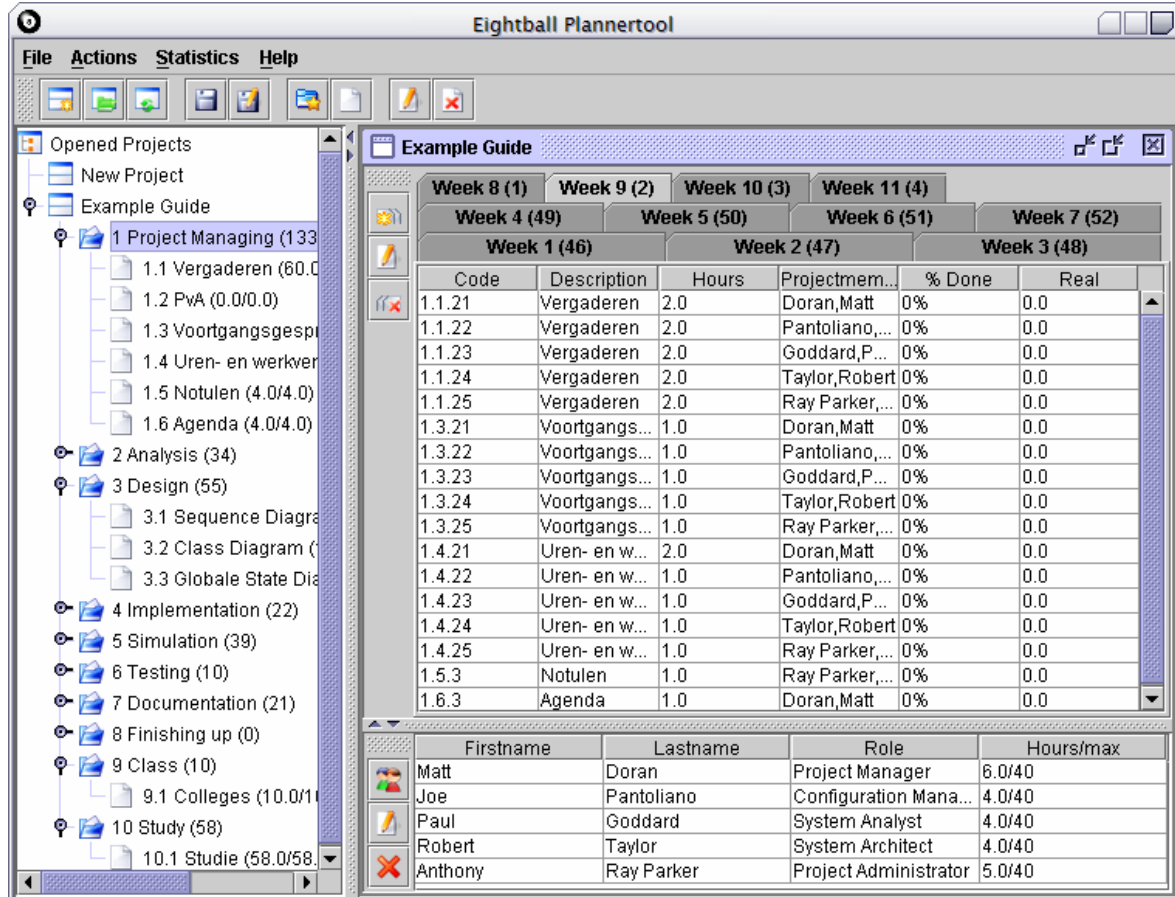 Eightball Plannertool
File Actions Statistics Help
Opened Projects
New Project
Example Guide
1 Project Managing (133
1.1 Vergaderen (60.0
1.2 PvA (0.0/0.0)
1.3 Voortgangsgespr
1.4 Uren- en werkver
1.5 Notulen (4.0/4.0)
1.6 Agenda (4.0/4.0)
2 Analysis (34)
3 Design (55)
3.1 Sequence Diagra
3.2 Class Diagram (
3.3 Globale State Dia
4 Implementation (22)
5 Simulation (39)
6 Testing (10)
7 Documentation (21)
8 Finishing up (0)
9 Class (10)
9.1 Colleges (10.0/1
10 Study (58)
10.1 Studie (58.0/58.
Example Guide
Week 8 (1) Week 9 (2) Week 10 (3) Week 11 (4)
Week 4 (49) Week 5 (50) Week 6 (51) Week 7 (52)
Week 1 (46) Week 2 (47) Week 3 (48)
Code Description Hours Projectmem... % Done Real
1.1.21 Vergaderen 2.0 Doran,Matt 0% 0.0
1.1.22 Vergaderen 2.0 Pantoliano,... 0% 0.0
1.1.23 Vergaderen 2.0 Goddard,P... 0% 0.0
1.1.24 Vergaderen 2.0 Taylor,Robert 0% 0.0
1.1.25 Vergaderen 2.0 Ray Parker,... 0% 0.0
1.3.21 Voortgangs... 1.0 Doran,Matt 0% 0.0
1.3.22 Voortgangs... 1.0 Pantoliano,... 0% 0.0
1.3.23 Voortgangs... 1.0 Goddard,P... 0% 0.0
1.3.24 Voortgangs... 1.0 Taylor,Robert 0% 0.0
1.3.25 Voortgangs... 1.0 Ray Parker,... 0% 0.0
1.4.21 Uren- en w... 2.0 Doran,Matt 0% 0.0
1.4.22 Uren- en w... 1.0 Pantoliano,... 0% 0.0
1.4.23 Uren- en w... 1.0 Goddard,P... 0% 0.0
1.4.24 Uren- en w... 1.0 Taylor,Robert 0% 0.0
1.4.25 Uren- en w... 1.0 Ray Parker,... 0% 0.0
1.5.3 Notulen 1.0 Ray Parker,... 0% 0.0
1.6.3 Agenda 1.0 Doran,Matt 0% 0.0
Firstname Lastname Role Hours/max
Matt Doran Project Manager 6.0/40
Joe Pantoliano Configuration Mana... 4.0/40
Paul Goddard System Analyst 4.0/40
Robert Taylor System Architect 4.0/40
Anthony Ray Parker Project Administrator 5.0/40